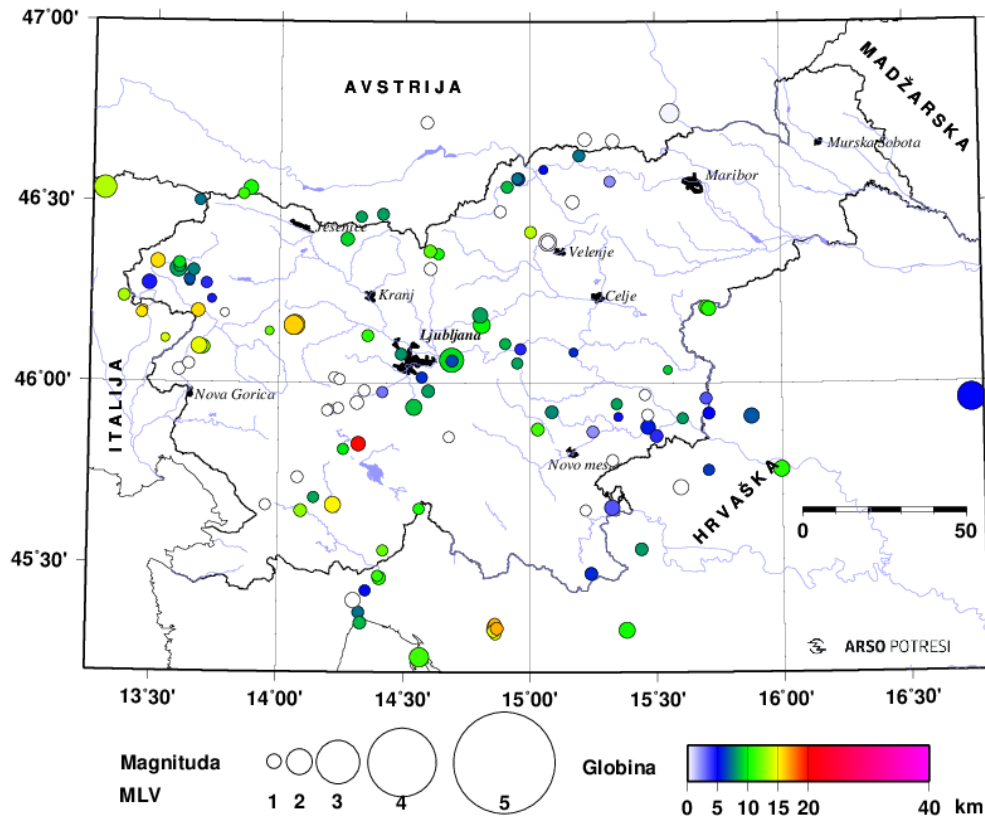 47°00'
46°30'
46°00'
45°30'
AVSTRIJA
MADŽARSKA
Murska Sobota
Maribor
Jesenice
Velenje
Kranj
Celje
Ljubljana
ITALIJA
Nova Gorica
Novo mes
HRVAŠKA
0 50
ARSO POTRESI
13°30' 14°00' 14°30' 15°00' 15°30' 16°00' 16°30'
Magnituda
MLV
1 2 3 4 5
Globina
0 5 10 15 20 40 km